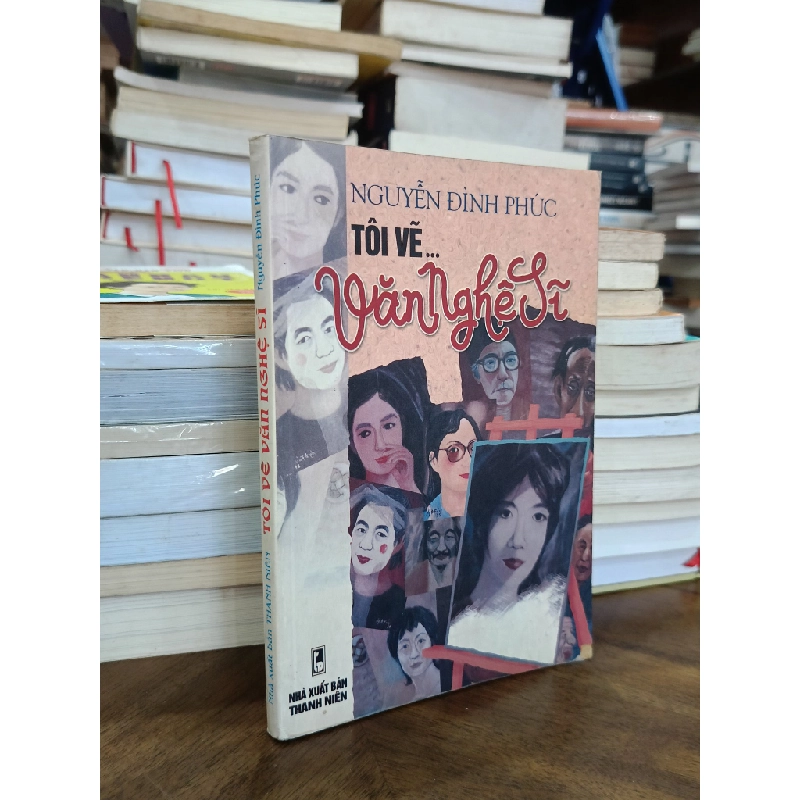 NGUYỄN ĐÌNH PHÚC
TÔI VẼ...
Văn Nghệ Sĩ
NHÀ XUẤT BẢN
THANH NIÊN
Nguyễn Đình Phúc
TÔI VẼ VĂN NGHỆ SĨ
Nhà xuất bản THANH NIÊN